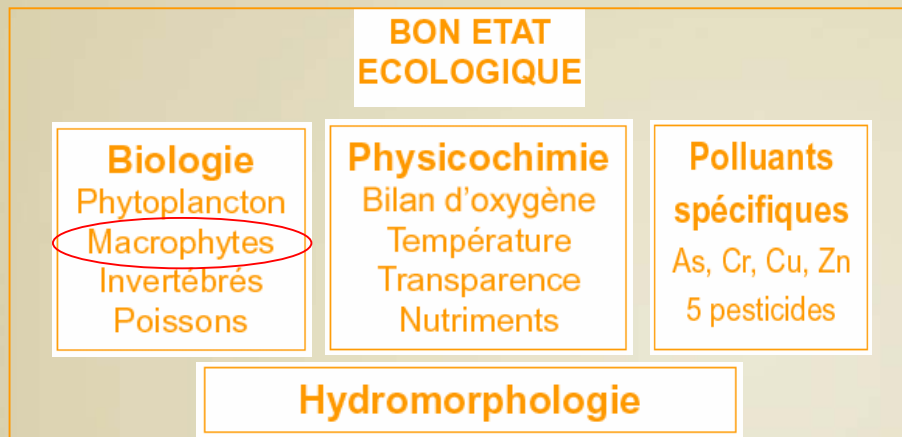 BON ETAT
ECOLOGIQUE
Biologie
Phytoplancton
Macrophytes
Invertébrés
Poissons
Physicochimie
Bilan d’oxygène
Température
Transparence
Nutriments
Polluants
spécifiques
As, Cr, Cu, Zn
5 pesticides
Hydromorphologie